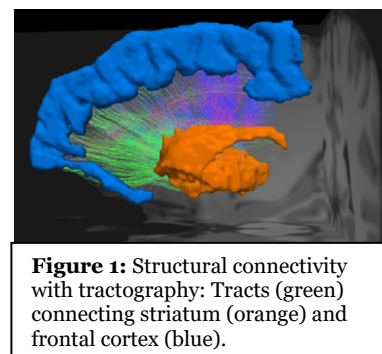 Figure 1: Structural connectivity
with tractography: Tracts (green)
connecting striatum (orange) and
frontal cortex (blue).